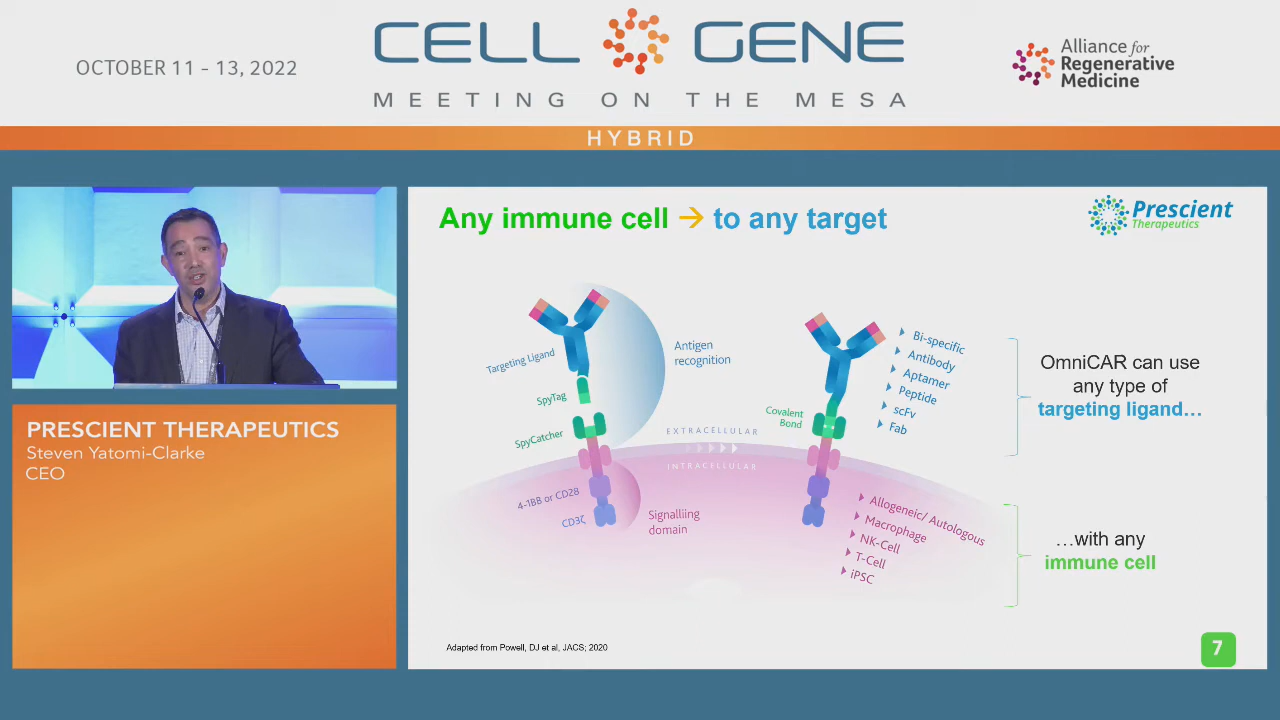 OCTOBER 11 - 13, 2022
CELL GENE
MEETING ON THE MESA
Alliance for
Regenerative
Medicine
HYBRID
PRESCIENT THERAPEUTICS
Steven Yatomi-Clarke
CEO
Any immune cell → to any target
Prescient
Therapeutics
Targeting Ligand
SpyTag
SpyCatcher
4-1BB or CD28
CD3ζ
Antigen
recognition
EXTRACELLULAR
INTRACELLULAR
Signalliing
domain
Covalent
Bond
Bi-specific
Antibody
Aptamer
Peptide
scFv
Fab
Allogeneic/ Autologous
Macrophage
NK-Cell
T-Cell
iPSC
OmniCAR can use
any type of
targeting ligand…
…with any
immune cell
Adapted from Powell, DJ et al, JACS; 2020
7